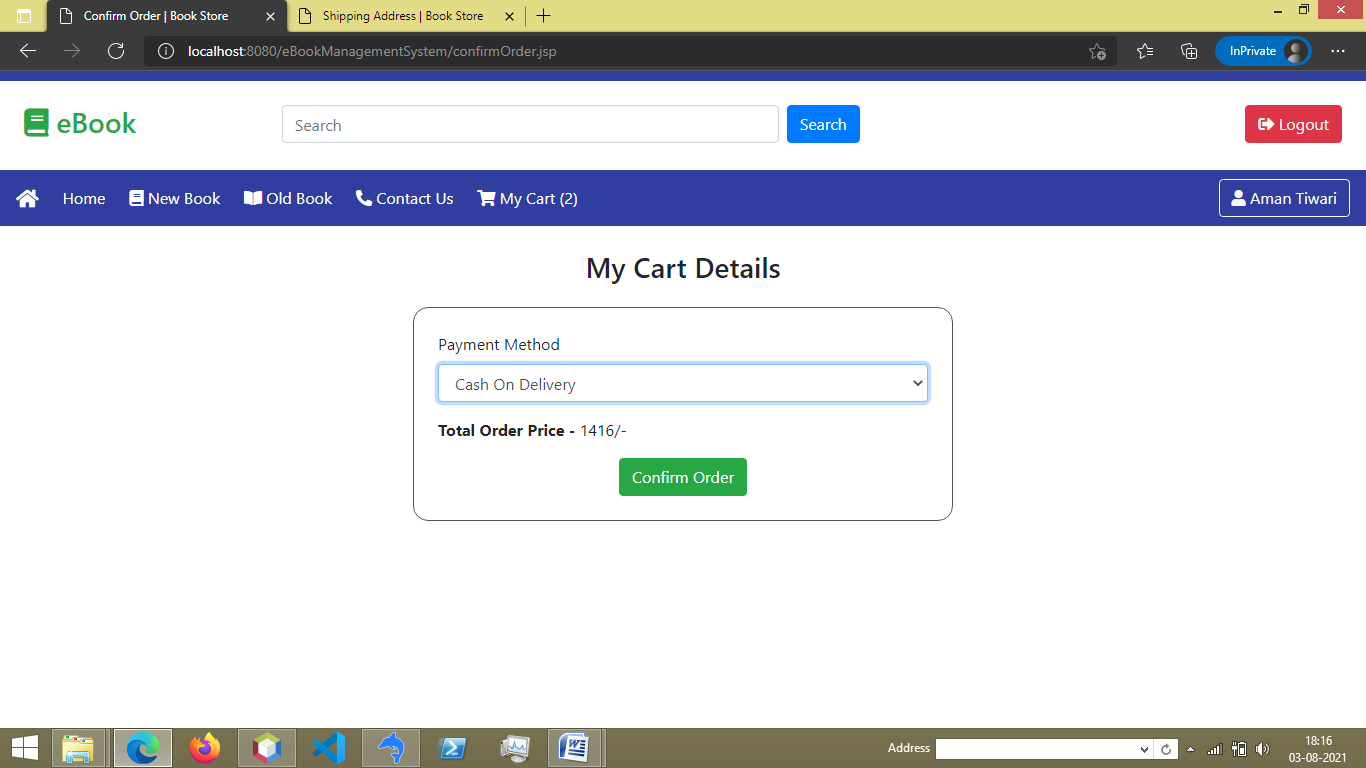 Confirm Order | Book Store
Shipping Address | Book Store
localhost:8080/eBookManagementSystem/confirmOrder.jsp
InPrivate
eBook
Search
Search
Logout
Home
New Book
Old Book
Contact Us
My Cart (2)
Aman Tiwari
My Cart Details
Payment Method
Cash On Delivery
Total Order Price - 1416/-
Confirm Order
Address
18:16
03-08-2021